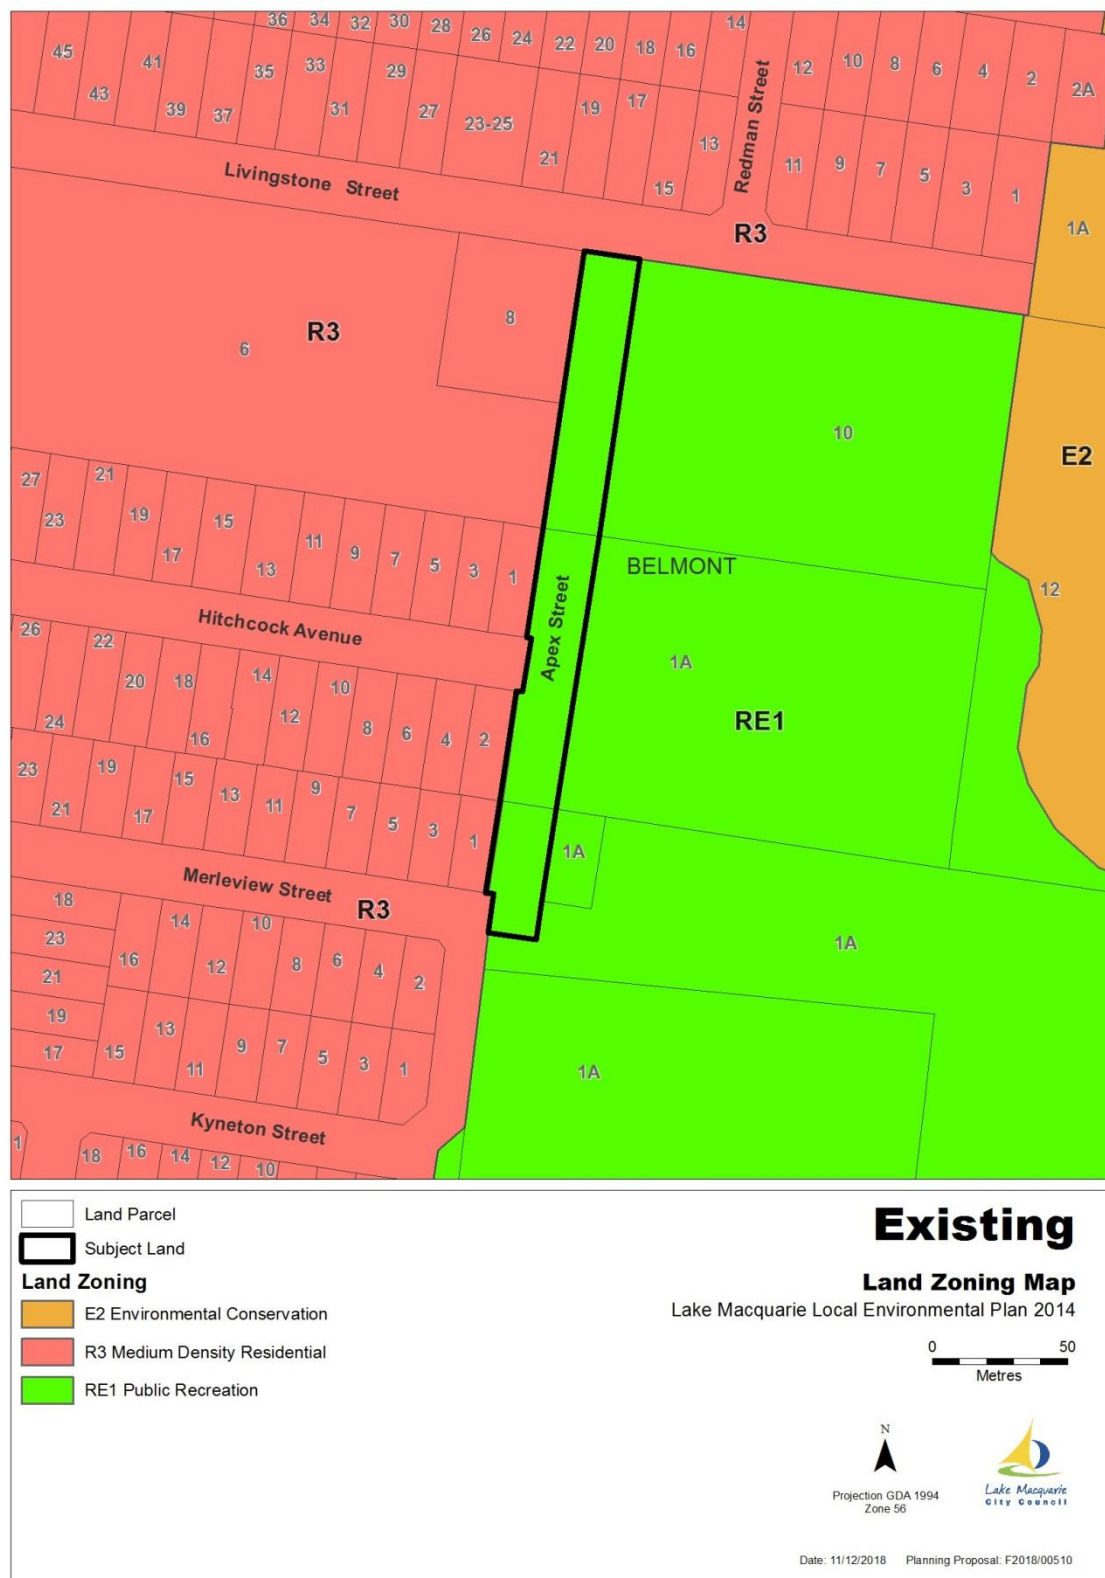 36 34 32 30 28 26 24 22 20 18 16 14
45 43 41 39 37 35 33 31 29 27 23-25 21 19 17 15 13
12 10 8 6 4 2 2A
Redman Street
11 9 7 5 3 1
1A
Livingstone Street
R3
8
R3
6
10
E2
27 23 21 19 17 15 13 11 9 7 5 3 1
BELMONT
12
Apex Street
Hitchcock Avenue
1A
26 24 22 20 18 16 14 12 10 8 6 4 2
RE1
23 21 19 17 15 13 11 9 7 5 3 1
1A
Merleview Street
R3
1A
18
23
21
19
17
16 14 12 10 8 6 4 2
15 13 11 9 7 5 3 1
1A
Kyneton Street
1 18 16 14 12 10
Land Parcel
Subject Land
Land Zoning
E2 Environmental Conservation
R3 Medium Density Residential
RE1 Public Recreation
Existing
Land Zoning Map
Lake Macquarie Local Environmental Plan 2014
0 50
Metres
N
Projection GDA 1994
Zone 56
Lake Macquarie
City Council
Date: 11/12/2018 Planning Proposal: F2018/00510